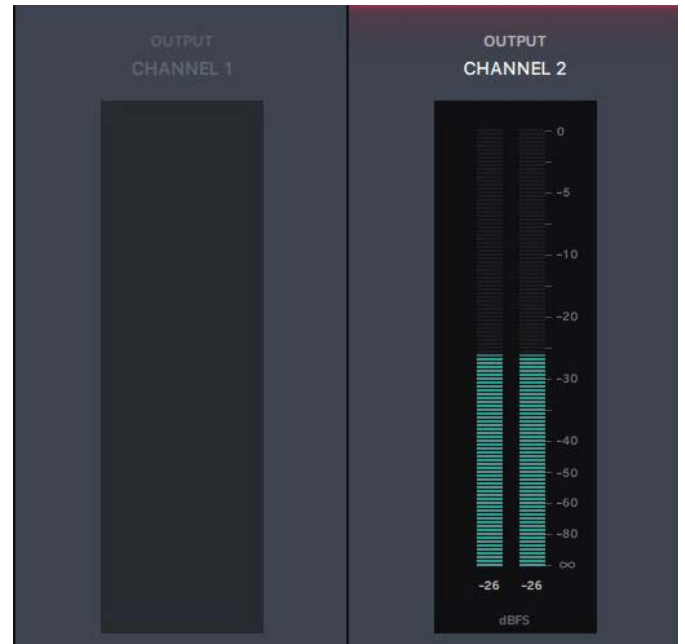 OUTPUT
CHANNEL 1
OUTPUT
CHANNEL 2
0
-5
-10
-20
-30
-40
-50
-60
-80
∞
-26 -26
dBFS